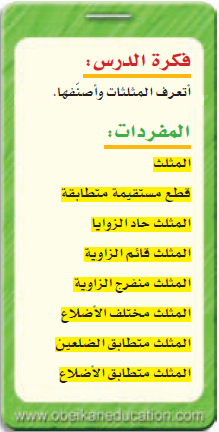 فكرة الدرس:
أتعرف المثلثات وأصنّفها.
المفردات:
المثلث
قطع مستقيمة متطابقة
المثلث حاد الزوايا
المثلث قائم الزاوية
المثلث منفرج الزاوية
المثلث مختلف الأضلاع
المثلث متطابق الضلعين
المثلث متطابق الأضلاع
www.obeikaneducation.com